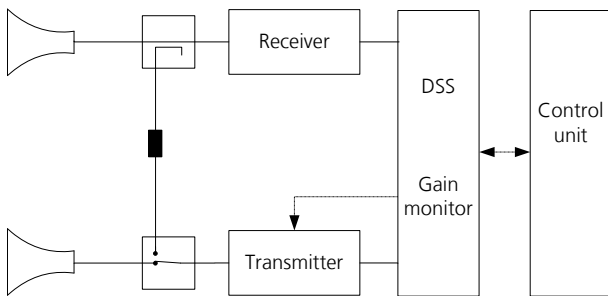 Receiver
DSS
Control
unit
Gain
monitor
Transmitter